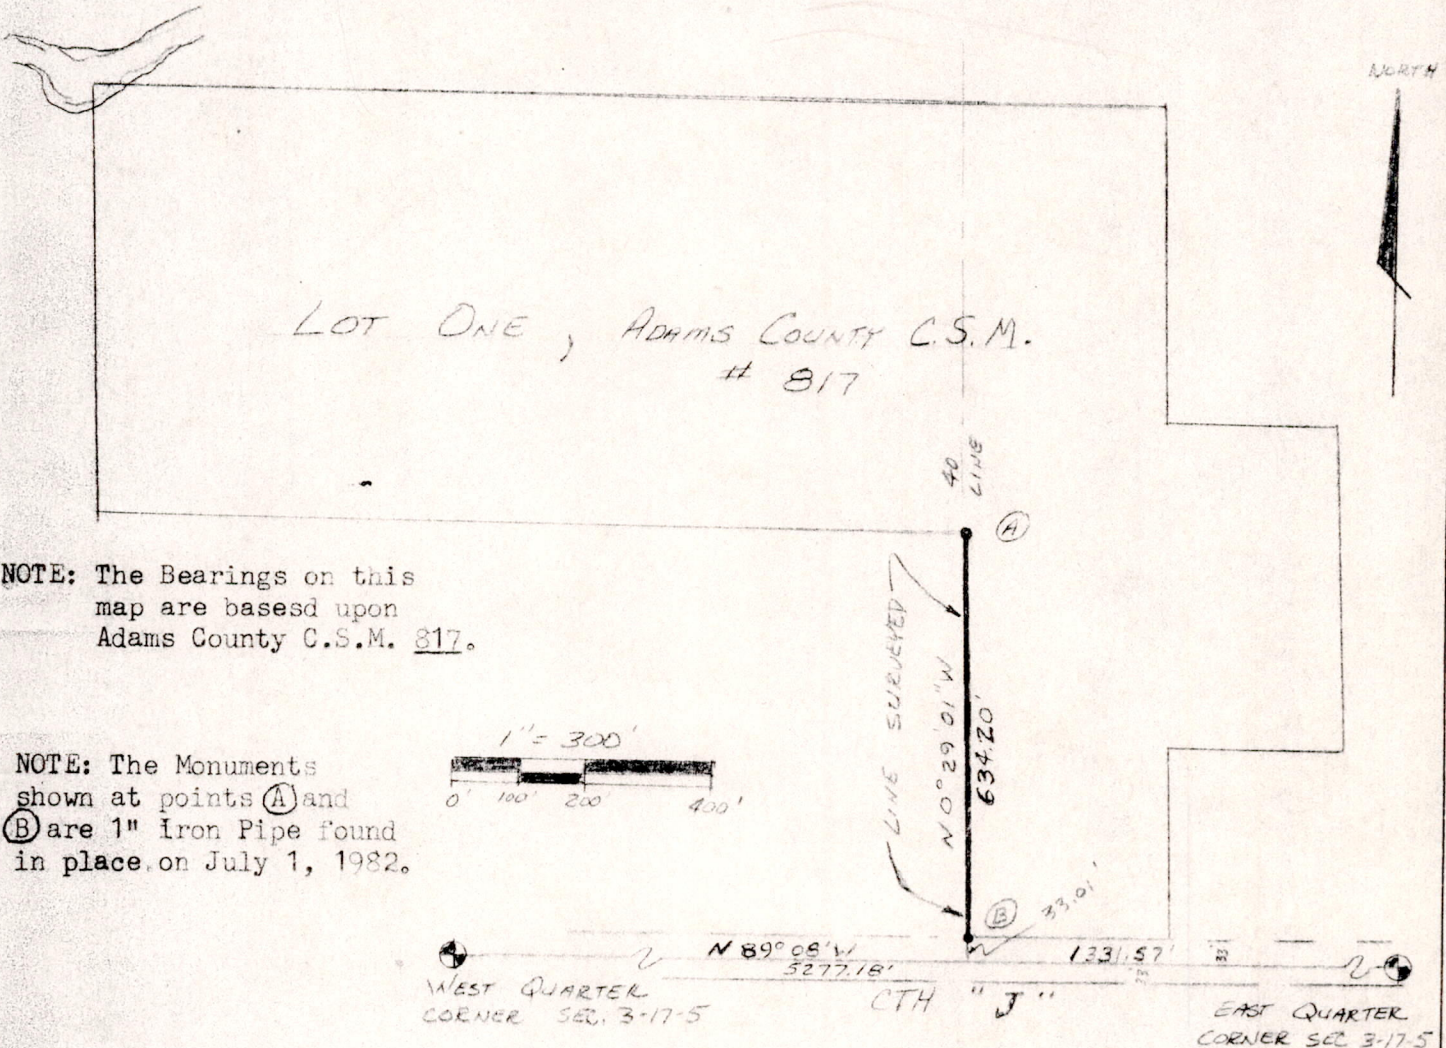 NORTH
LOT ONE, ADAMS COUNTY C.S.M.
# 817
40
LINE
A
NOTE: The Bearings on this
map are basesd upon
Adams County C.S.M. 817.
LINE SURVEYED
N0°29'01"W
634.20'
1"= 300'
0' 100' 200' 400'
NOTE: The Monuments
shown at points A and
B are 1" Iron Pipe found
in place on July 1, 1982.
B
33.01'
N 89°08'W
5277.18'
1331.57'
33
33
WEST QUARTER
CORNER SEC. 3-17-5
CTH "J"
EAST QUARTER
CORNER SEC 3-17-5